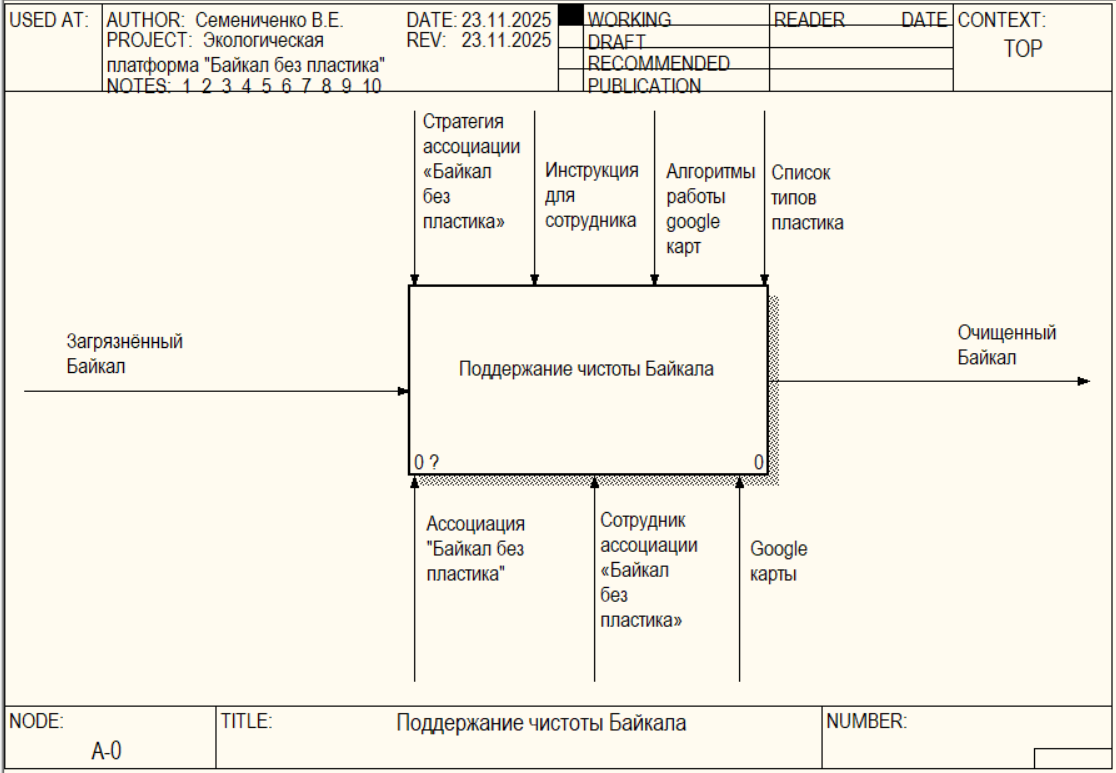 USED AT:
AUTHOR: Семениченко В.Е.
DATE: 23.11.2025
PROJECT: Экологическая
REV: 23.11.2025
платформа "Байкал без пластика"
NOTES: 1 2 3 4 5 6 7 8 9 10
WORKING
DRAFT
RECOMMENDED
PUBLICATION
READER
DATE
CONTEXT:
TOP
Стратегия
ассоциации
«Байкал
без
пластика»
Инструкция
для
сотрудника
Алгоритмы
работы
google
карт
Список
типов
пластика
Загрязнённый
Байкал
Поддержание чистоты Байкала
0 ?
0
Очищенный
Байкал
Ассоциация
"Байкал без
пластика"
Сотрудник
ассоциации
«Байкал
без
пластика»
Google
карты
NODE:
A-0
TITLE:
Поддержание чистоты Байкала
NUMBER: